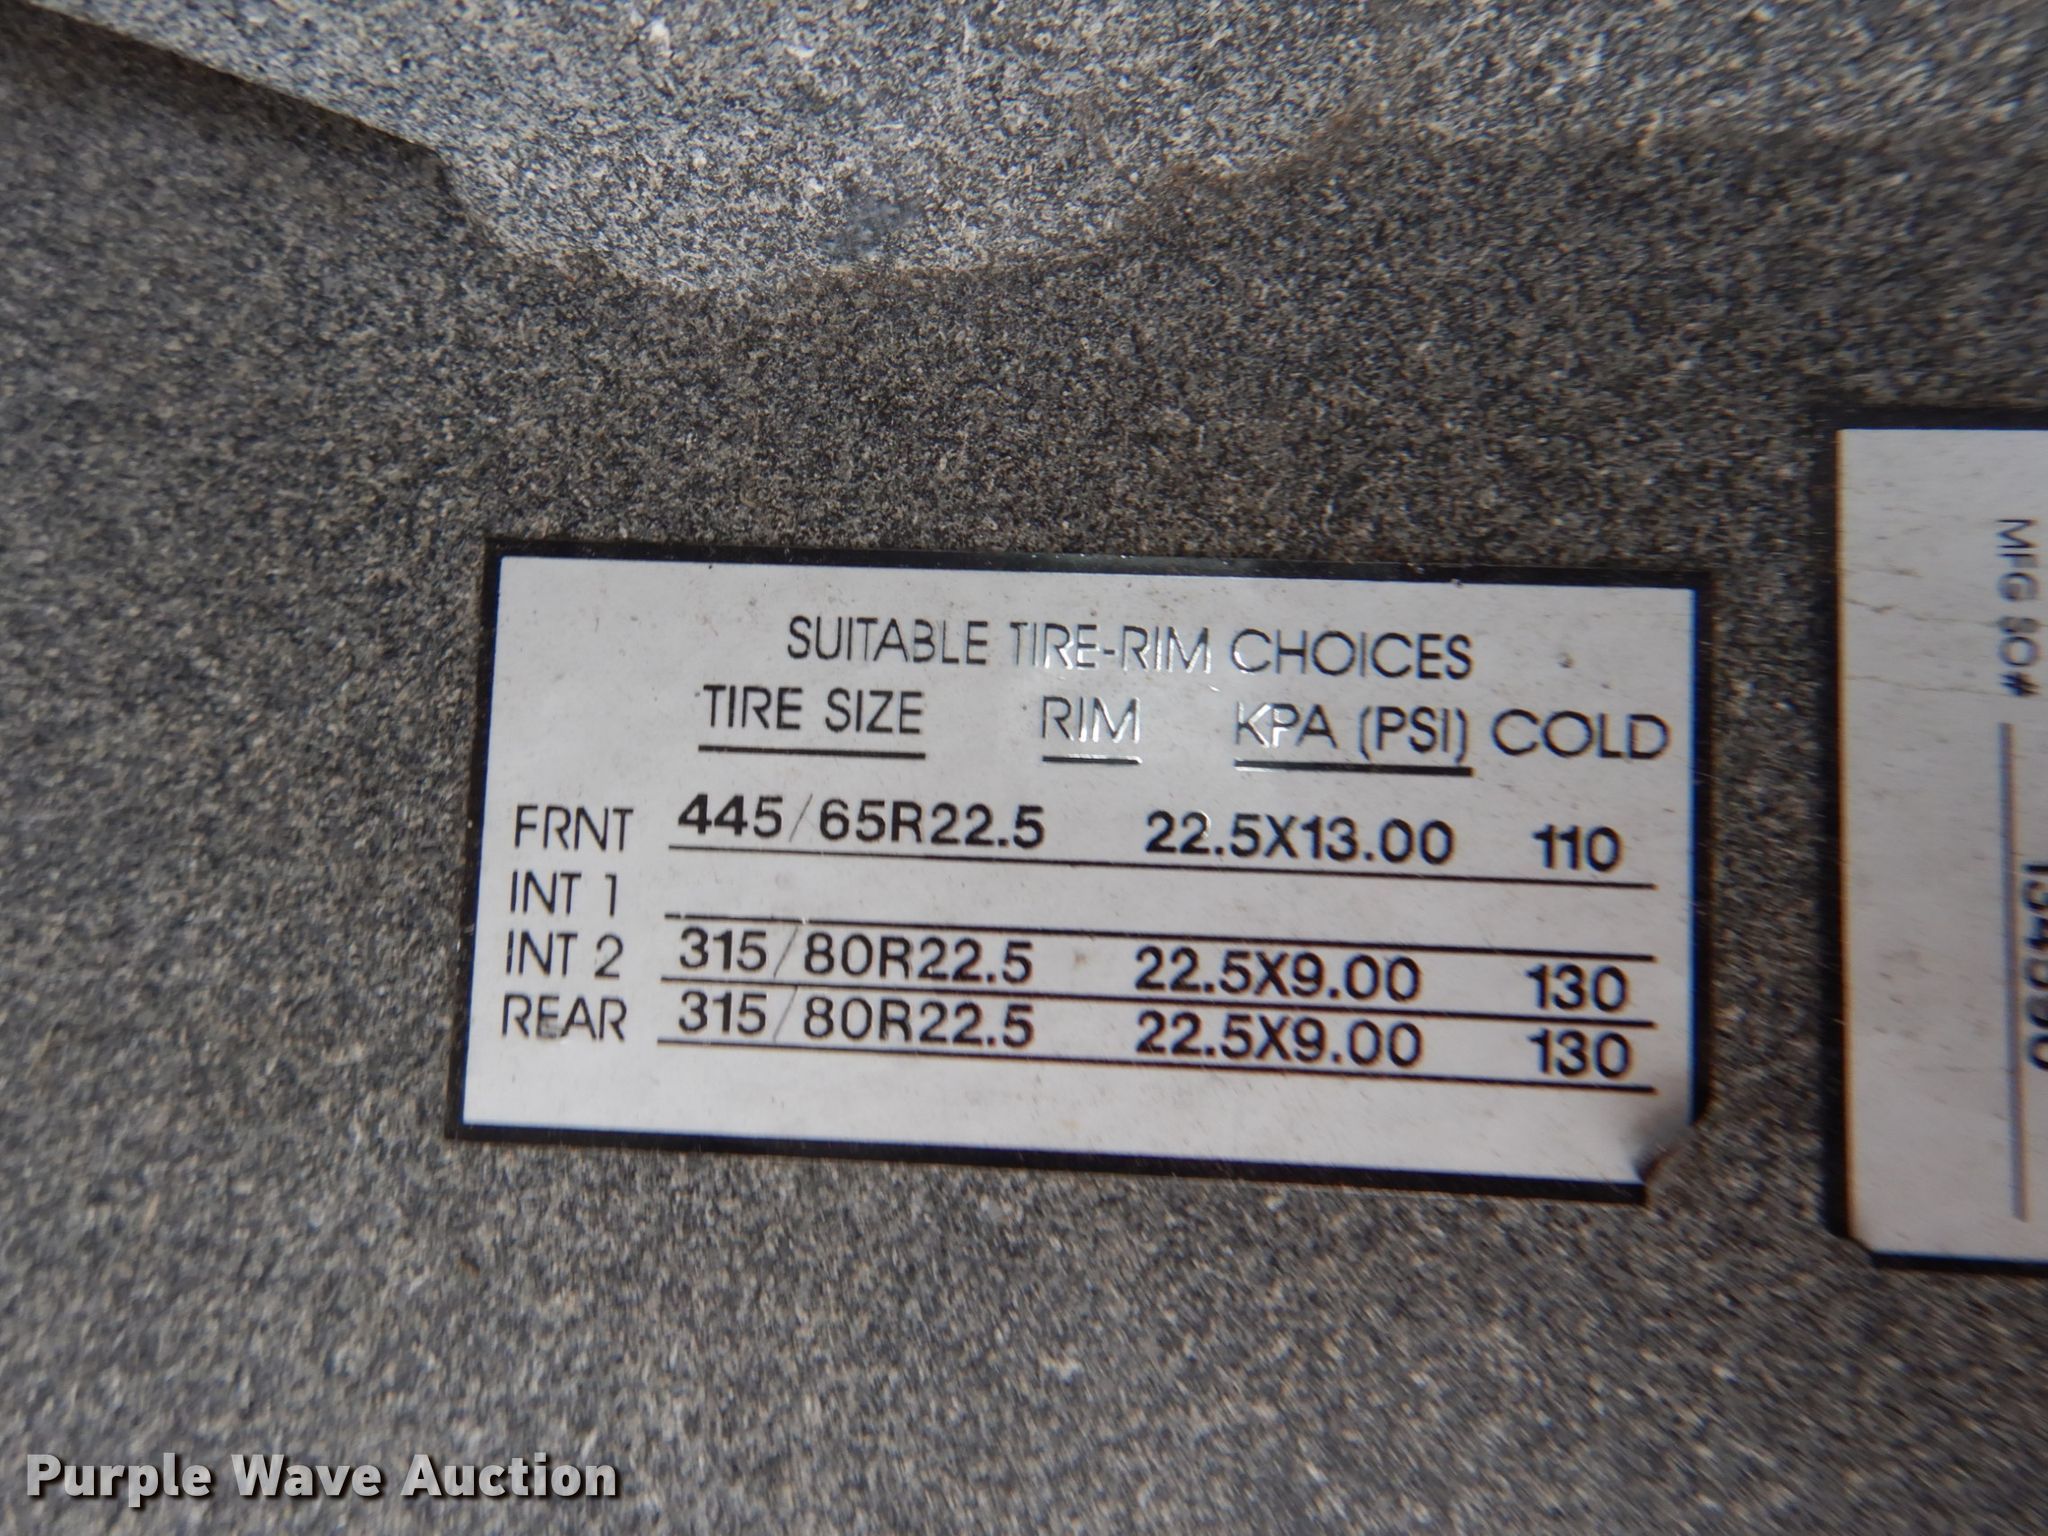 SUITABLE TIRE-RIM CHOICES
TIRE SIZE RIM KPA (PSI) COLD
FRNT 445/65R22.5 22.5X13.00 110
INT 1
INT 2 315/80R22.5 22.5X9.00 130
REAR 315/80R22.5 22.5X9.00 130
MFG SO#
Purple Wave Auction